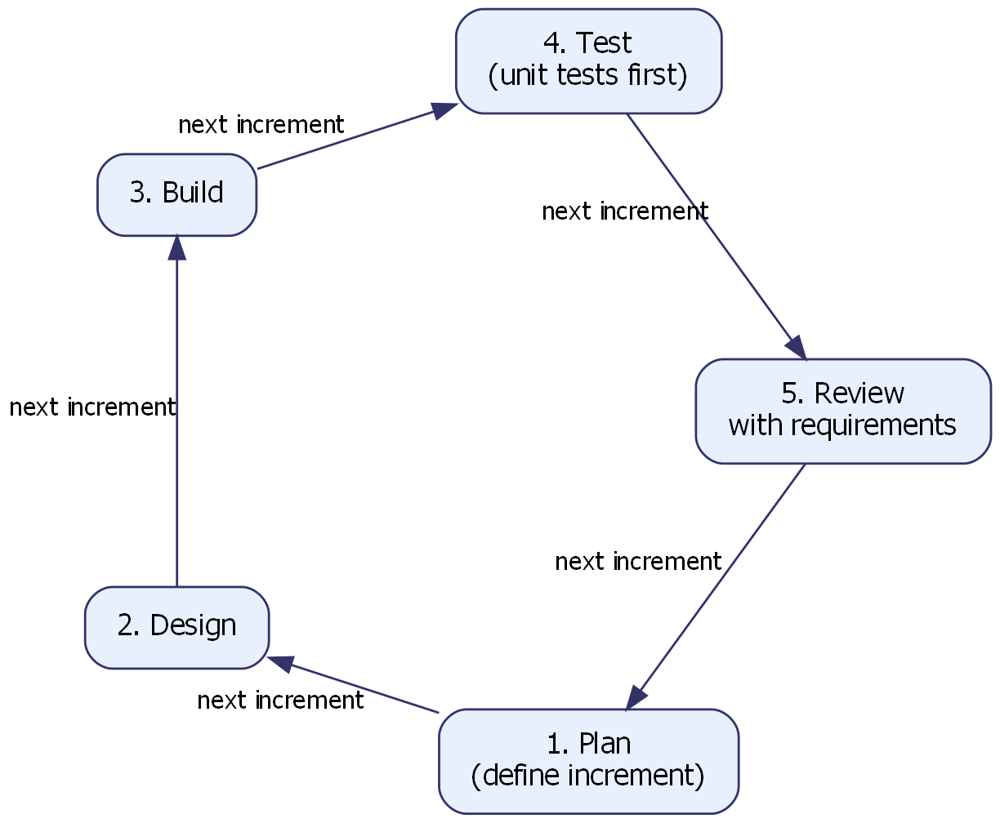 4. Test
(unit tests first)
next increment
3. Build
next increment
5. Review
with requirements
next increment
next increment
2. Design
next increment
1. Plan
(define increment)